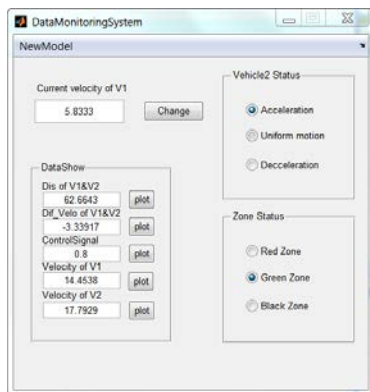 DataMonitoringSystem
NewModel
Current velocity of V1
5.8333
Change
DataShow
Dis of V1&V2
62.6643
plot
Dif_Velo of V1&V2
-3.33917
plot
ControlSignal
0.8
plot
Velocity of V1
14.4538
plot
Velocity of V2
17.7929
plot
Vehicle2 Status
Acceleration
Uniform motion
Decceleration
Zone Status
Red Zone
Green Zone
Black Zone